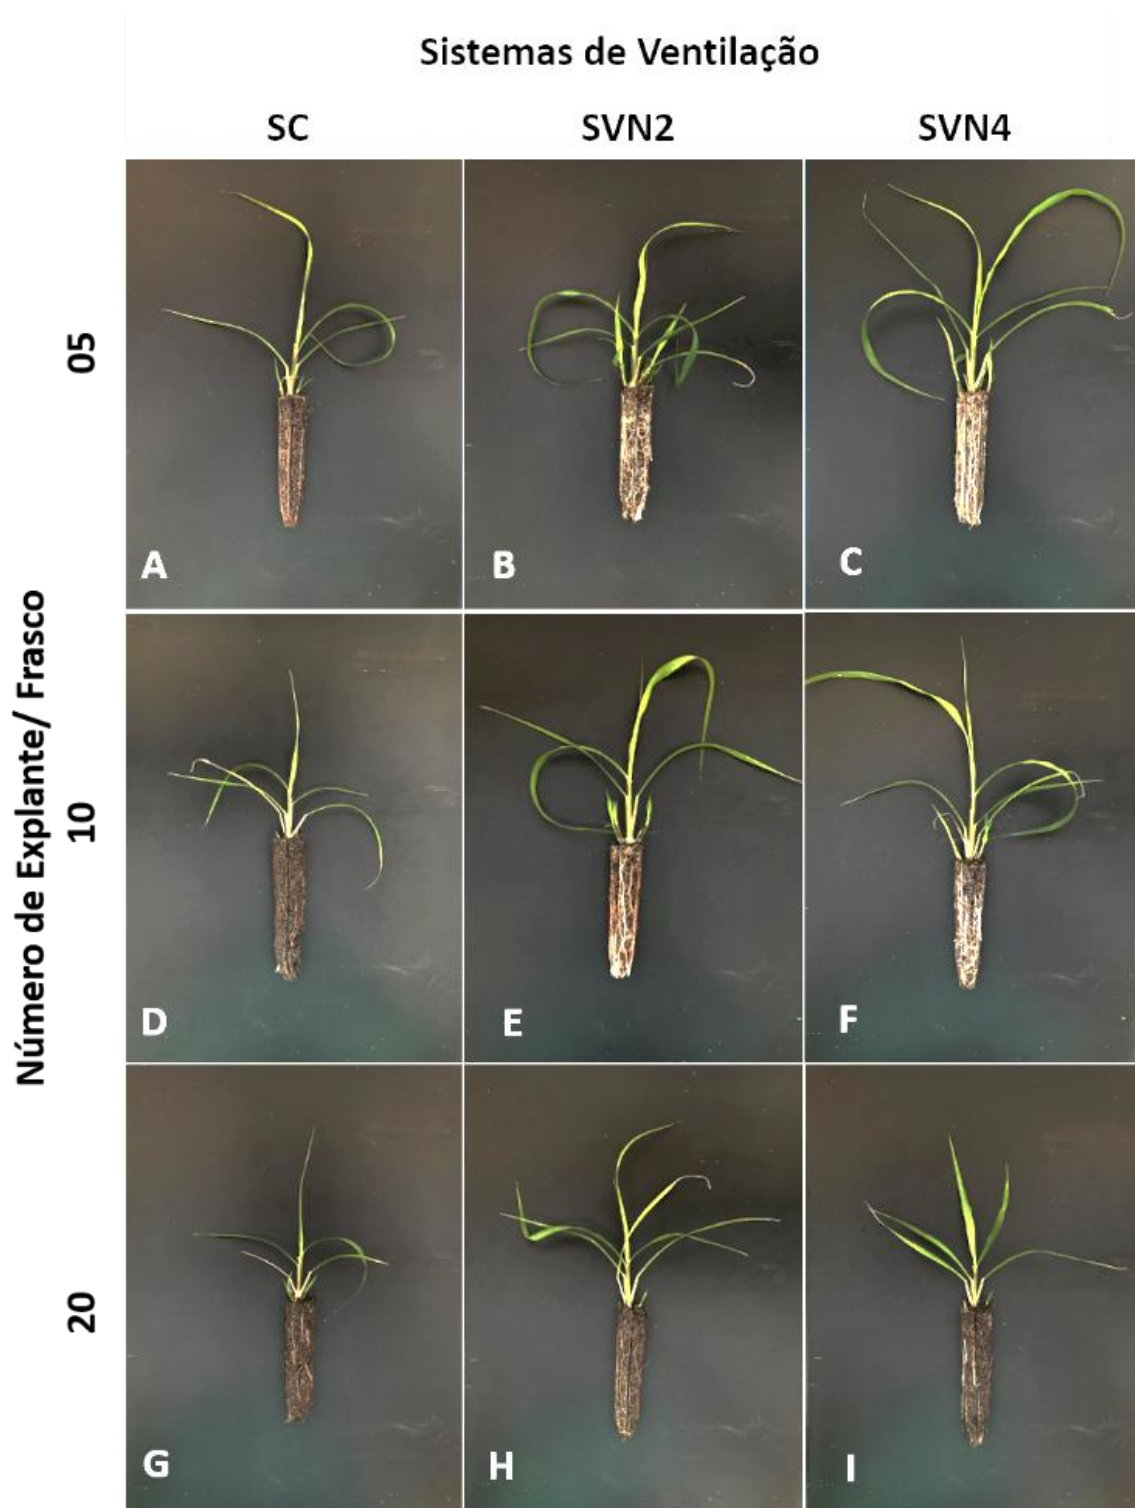 Sistemas de Ventilação
SC SVN2 SVN4
Número de Explante/ Frasco
05
A B C
10
D E F
20
G H I